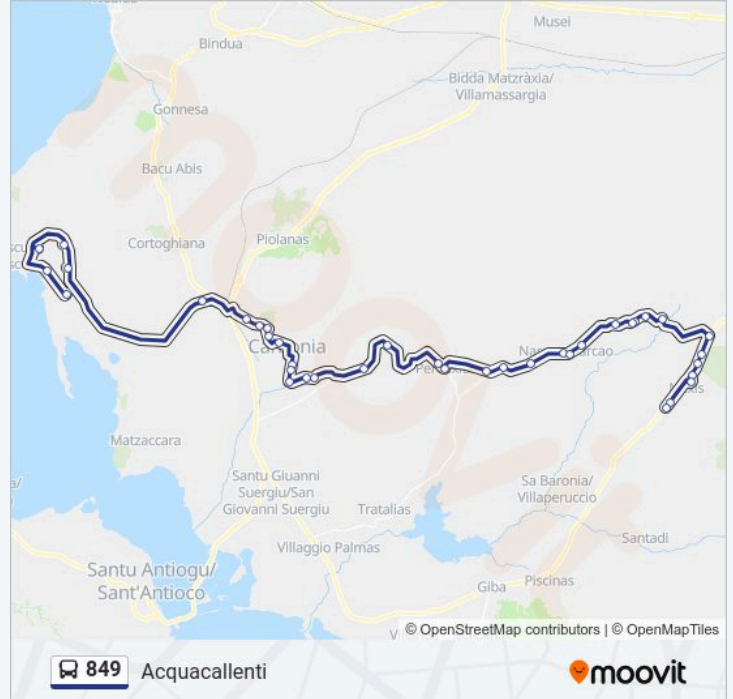 Musei
Bindua
Bidda Matzràxia/
Villamassargia
Gonnesa
Bacu Abis
Cortoghiana
Piolanas
Matzaccara
Santu Giuanni
Suergiu/San
Giovanni Suergiu
Tratalias
Sa Baronia/
Villaperuccio
Santadi
Villaggio Palmas
Santu Antiogu/
Sant'Antioco
Giba
Piscinas
© OpenStreetMap contributors | © OpenMapTiles
849 Acquacallenti
moovit